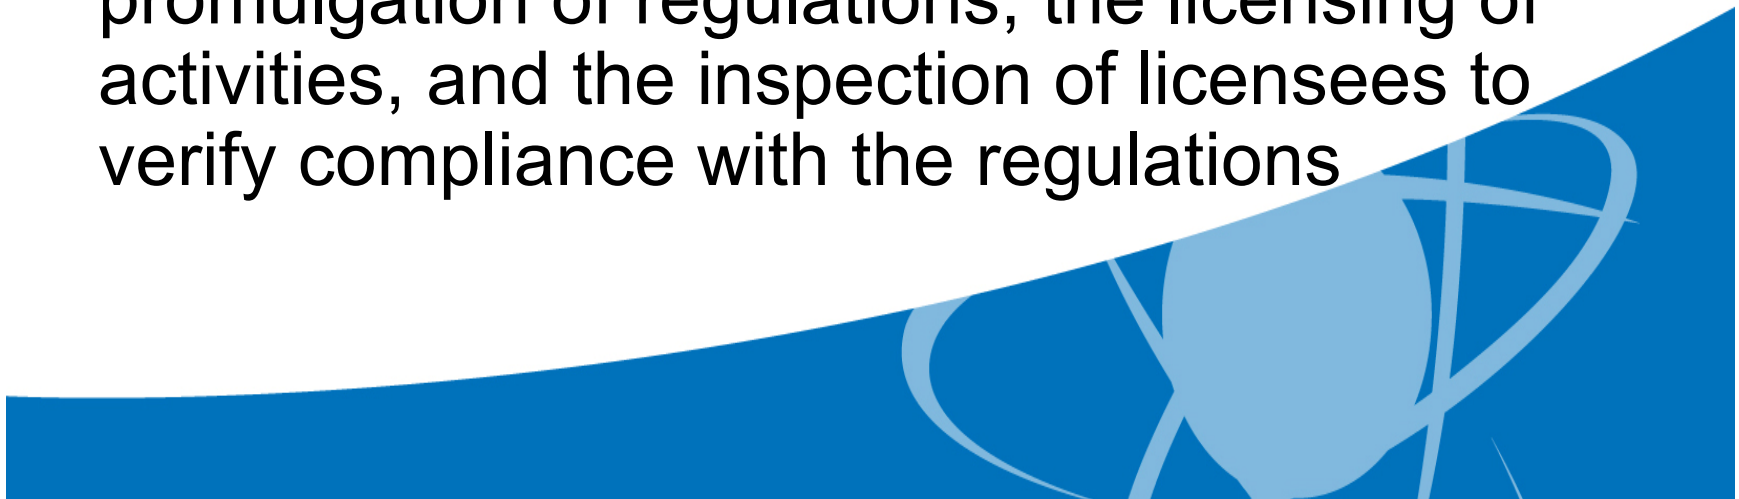 promulgation of regulations, the licensing of
activities, and the inspection of licensees to
verify compliance with the regulations